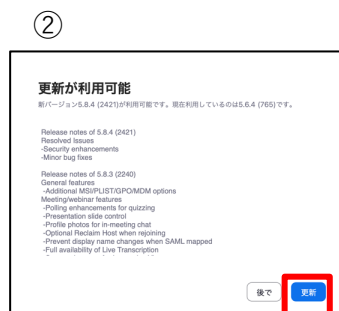 ②
更新が利用可能
新バージョン5.8.4 (2421)が利用可能です。現在利用しているのは5.6.4 (765)です。
Release notes of 5.8.4 (2421)
Resolved Issues
-Security enhancements
-Minor bug fixes
Release notes of 5.8.3 (2240)
General features
-Additional MSI/PLIST/GPO/MDM options
Meeting/webinar features
-Polling enhancements for quizzing
-Presentation slide control
-Profile photos for in-meeting chat
-Optional Reclaim Host when rejoining
-Prevent display name changes when SAML mapped
-Full availability of Live Transcription
後で
更新